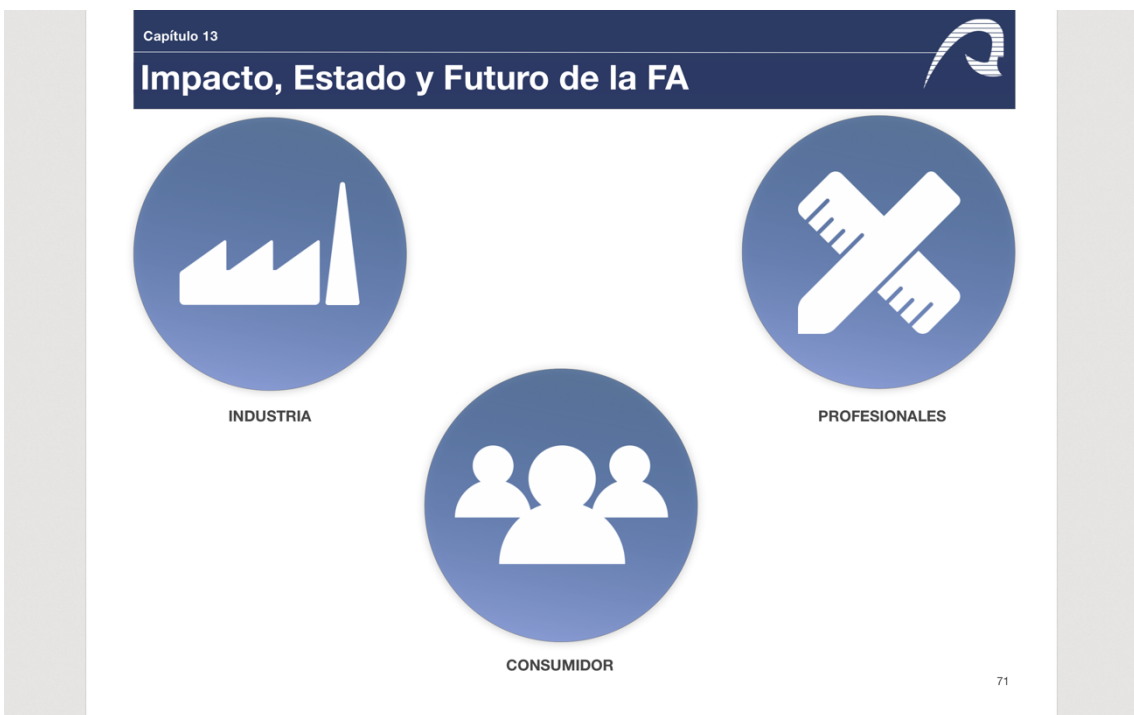 Capítulo 13
Impacto, Estado y Futuro de la FA
INDUSTRIA
PROFESIONALES
CONSUMIDOR
71